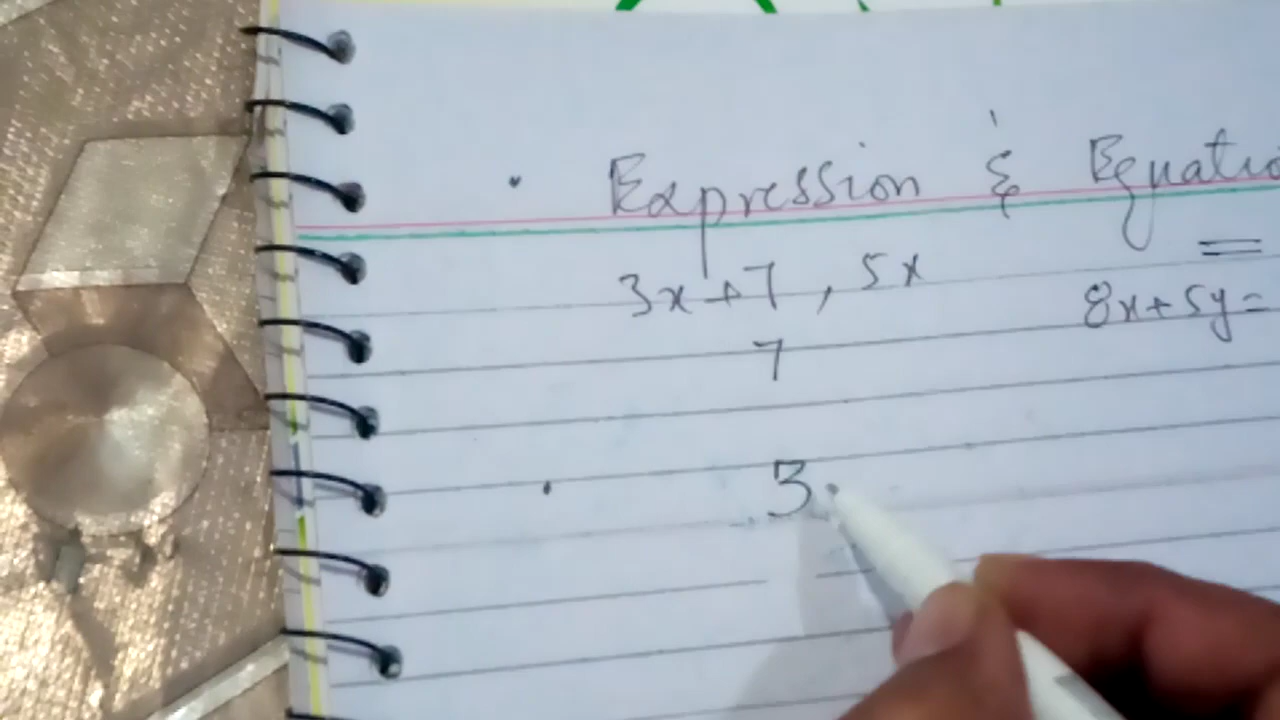 Expression & Equatio
3x+7, 5x
=
8x+5y=
7
3